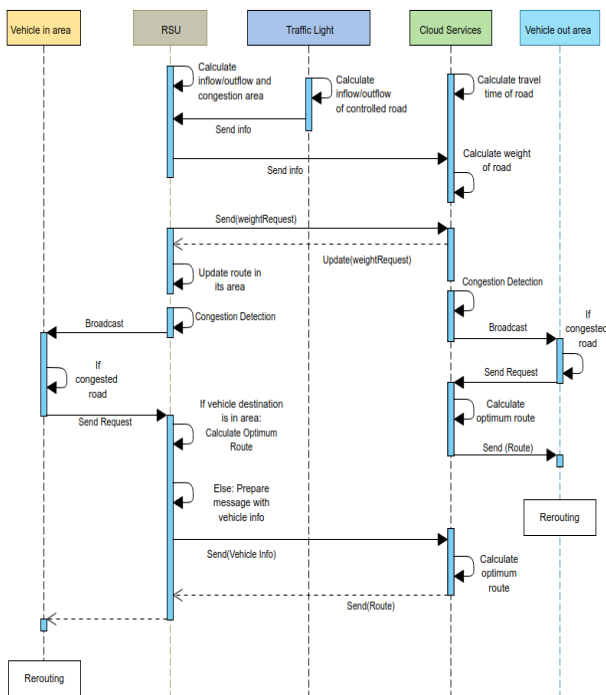 Vehicle in area
RSU
Traffic Light
Cloud Services
Vehicle out area
Calculate
inflow/outflow and
congestion area
Calculate
inflow/outflow
of controlled road
Calculate travel
time of road
Send info
Send info
Calculate weight
of road
Send(weightRequest)
Update(weightRequest)
Update route in
its area
Congestion Detection
Congestion Detection
Broadcast
Broadcast
If
congested
road
If
congested
road
Send Request
Send Request
If vehicle destination
is in area:
Calculate Optimum
Route
Calculate
optimum route
Send (Route)
Else: Prepare
message with
vehicle info
Rerouting
Send(Vehicle Info)
Calculate
optimum
route
Send(Route)
Rerouting